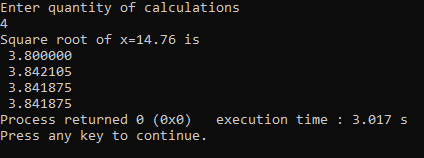 Enter quantity of calculations
4
Square root of x=14.76 is
3.800000
3.842105
3.841875
3.841875
Process returned 0 (0x0)   execution time : 3.017 s
Press any key to continue.